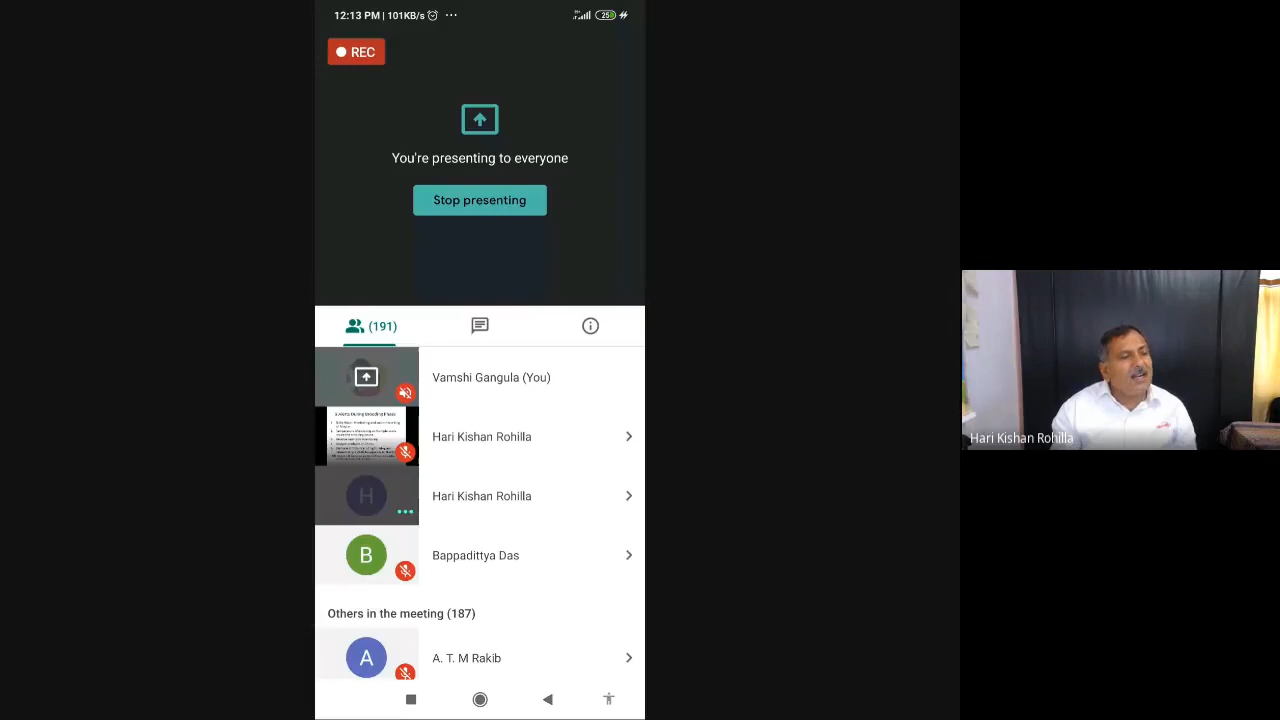 12:13 PM | 101KB/s
25
REC
You're presenting to everyone
Stop presenting
(191)
Vamshi Gangula (You)
Hari Kishan Rohilla
H
Hari Kishan Rohilla
B
Bappadittya Das
Others in the meeting (187)
A
A. T. M Rakib
Hari Kishan Rohilla